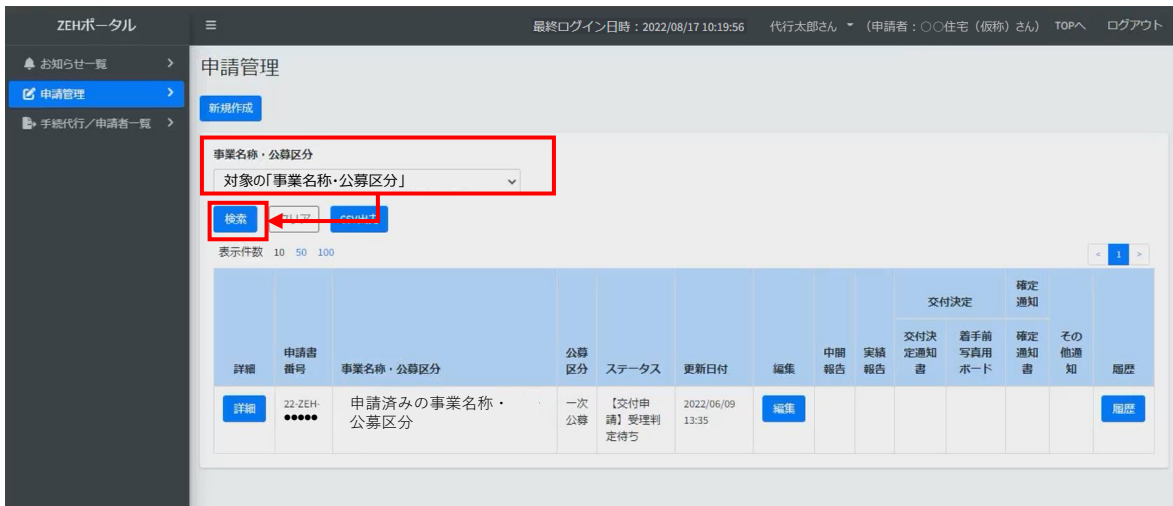 ZEHポータル
最終ログイン日時：2022/08/17 10:19:56 代行太郎さん （申請者：○○住宅（仮称）さん） TOPへ ログアウト
お知らせ一覧
申請管理
手続代行／申請者一覧
申請管理
新規作成
事業名称・公募区分
対象の「事業名称・公募区分」
検索 クリア CSV出力
表示件数 10 50 100
< 1 >
交付決定 確定通知
詳細 申請書番号 事業名称・公募区分 公募区分 ステータス 更新日付 編集 中間報告 実績報告 交付決定通知書 着手前写真用ボード 確定通知書 その他通知 履歴
詳細 22-ZEH-●●●●● 申請済みの事業名称・公募区分 一次公募 【交付申請】受理判定待ち 2022/06/09 13:35 編集 履歴